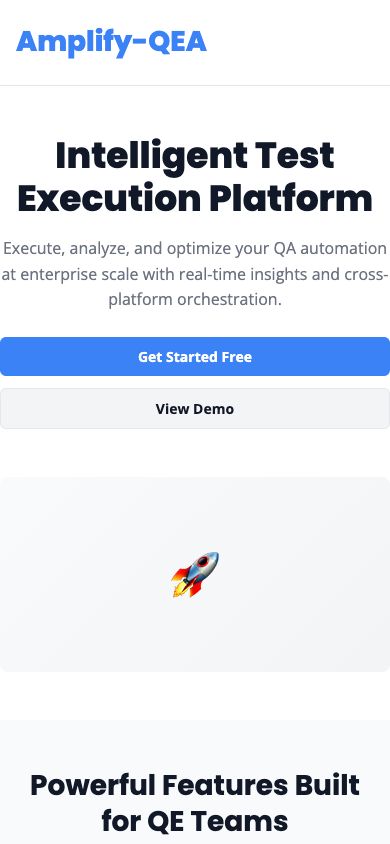 Amplify-QEA
Intelligent Test
Execution Platform
Execute, analyze, and optimize your QA automation
at enterprise scale with real-time insights and cross-
platform orchestration.
Get Started Free
View Demo
Powerful Features Built
for QE Teams